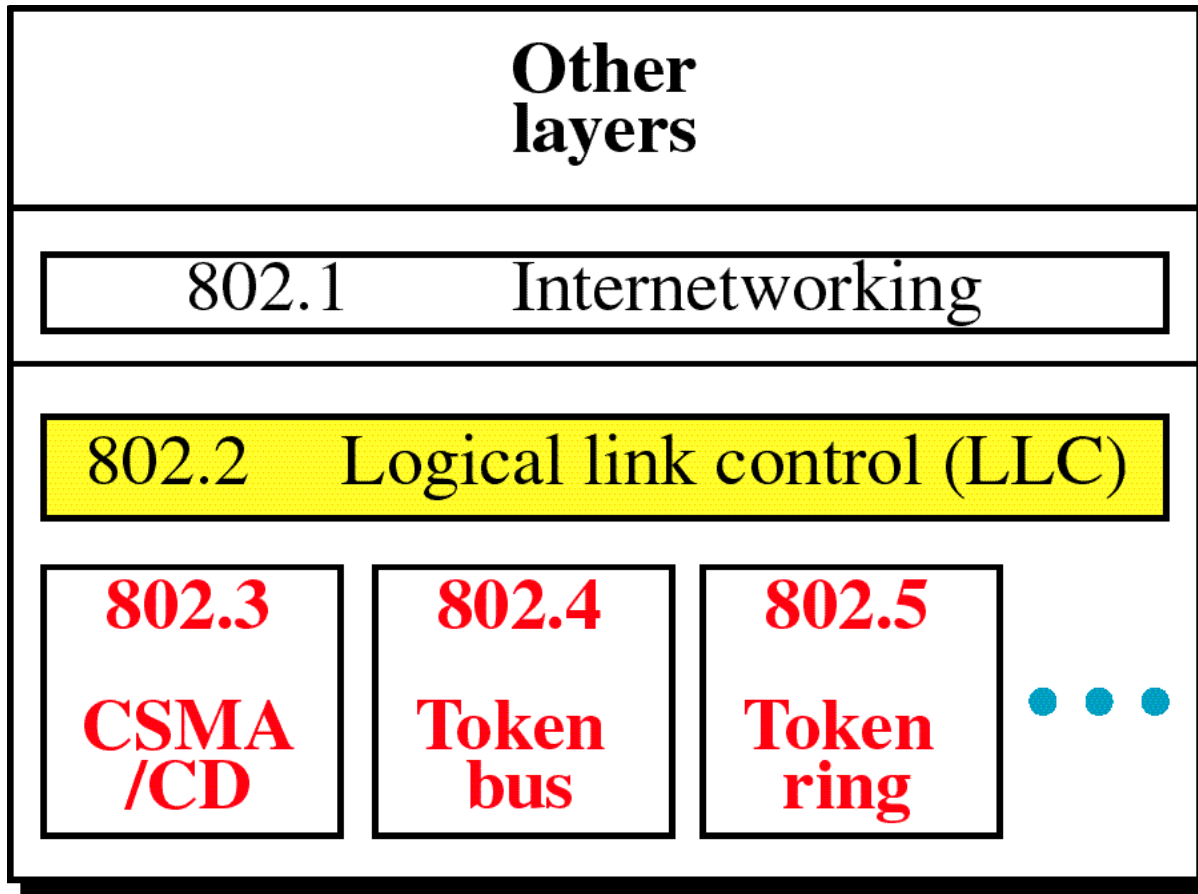 Other
layers
802.1 Internetworking
802.2 Logical link control (LLC)
802.3
CSMA
/CD
802.4
Token
bus
802.5
Token
ring